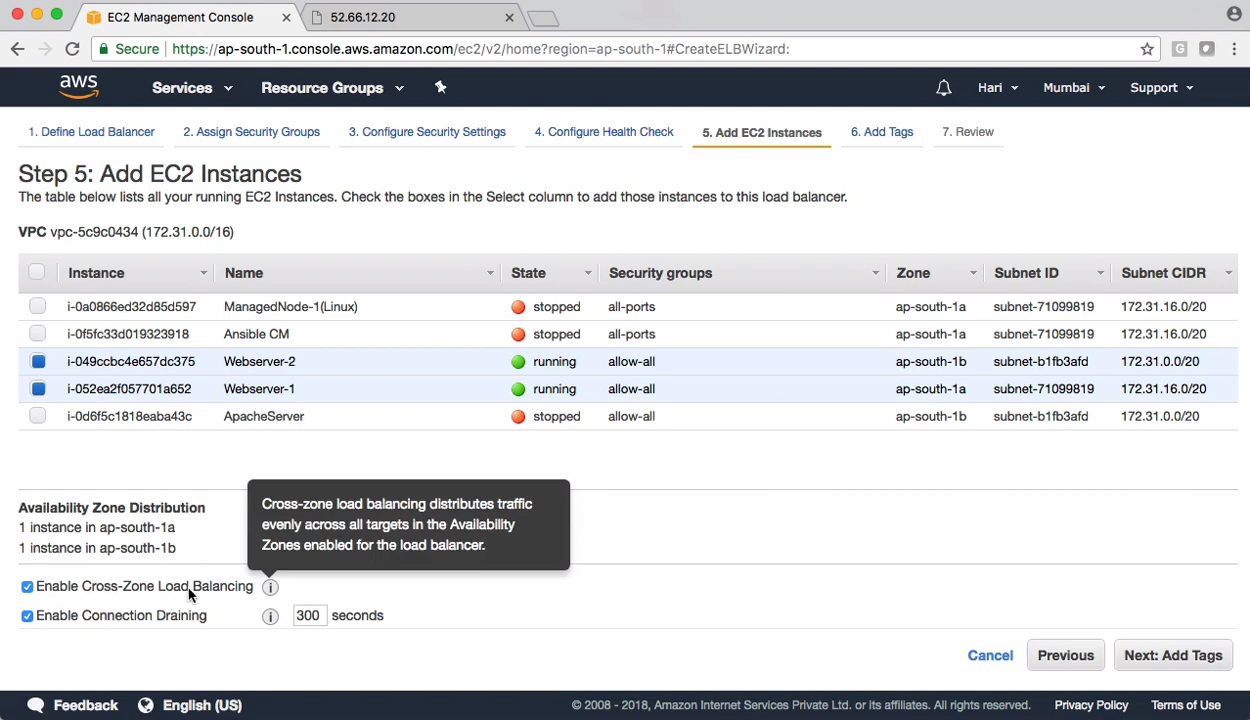 EC2 Management Console
52.66.12.20
Secure https://ap-south-1.console.aws.amazon.com/ec2/v2/home?region=ap-south-1#CreateELBWizard:
aws Services Resource Groups Hari Mumbai Support
1. Define Load Balancer 2. Assign Security Groups 3. Configure Security Settings 4. Configure Health Check 5. Add EC2 Instances 6. Add Tags 7. Review
Step 5: Add EC2 Instances
The table below lists all your running EC2 Instances. Check the boxes in the Select column to add those instances to this load balancer.
VPC vpc-5c9c0434 (172.31.0.0/16)
Instance Name State Security groups Zone Subnet ID Subnet CIDR
i-0a0866ed32d85d597 ManagedNode-1(Linux) stopped all-ports ap-south-1a subnet-71099819 172.31.16.0/20
i-0f5fc33d019323918 Ansible CM stopped all-ports ap-south-1a subnet-71099819 172.31.16.0/20
i-049ccbc4e657dc375 Webserver-2 running allow-all ap-south-1b subnet-b1fb3afd 172.31.0.0/20
i-052ea2f057701a652 Webserver-1 running allow-all ap-south-1a subnet-71099819 172.31.16.0/20
i-0d6f5c1818eaba43c ApacheServer stopped allow-all ap-south-1b subnet-b1fb3afd 172.31.0.0/20
Cross-zone load balancing distributes traffic
evenly across all targets in the Availability
Zones enabled for the load balancer.
Availability Zone Distribution
1 instance in ap-south-1a
1 instance in ap-south-1b
Enable Cross-Zone Load Balancing i
Enable Connection Draining i 300 seconds
Cancel Previous Next: Add Tags
Feedback English (US) © 2008 - 2018, Amazon Internet Services Private Ltd. or its affiliates. All rights reserved. Privacy Policy Terms of Use